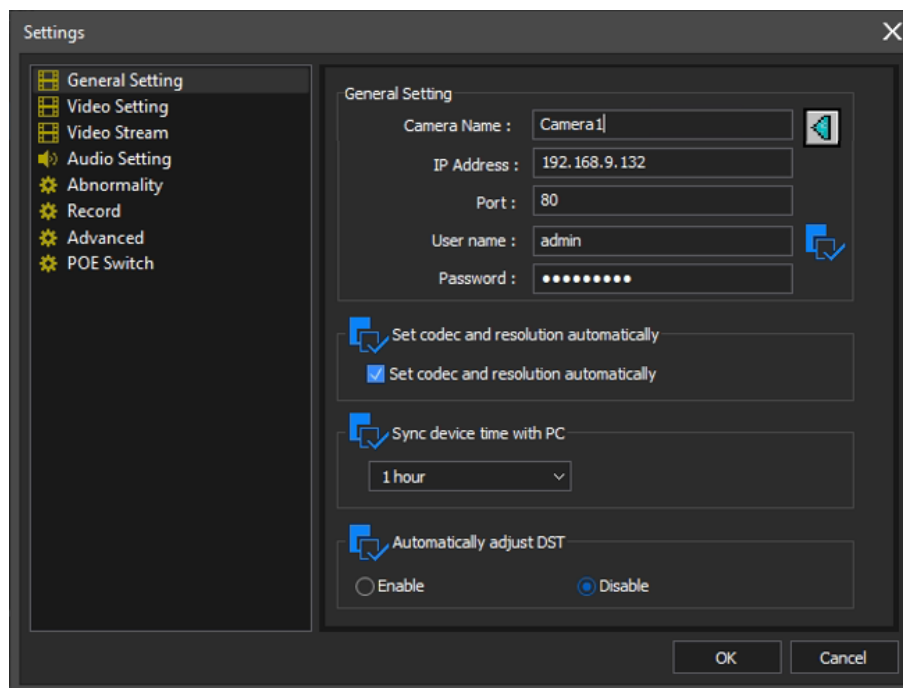 Settings
General Setting
Video Setting
Video Stream
Audio Setting
Abnormality
Record
Advanced
POE Switch
General Setting
Camera Name : Camera1
IP Address : 192.168.9.132
Port : 80
User name : admin
Password : •••••••••
Set codec and resolution automatically
Set codec and resolution automatically
Sync device time with PC
1 hour
Automatically adjust DST
Enable Disable
OK Cancel